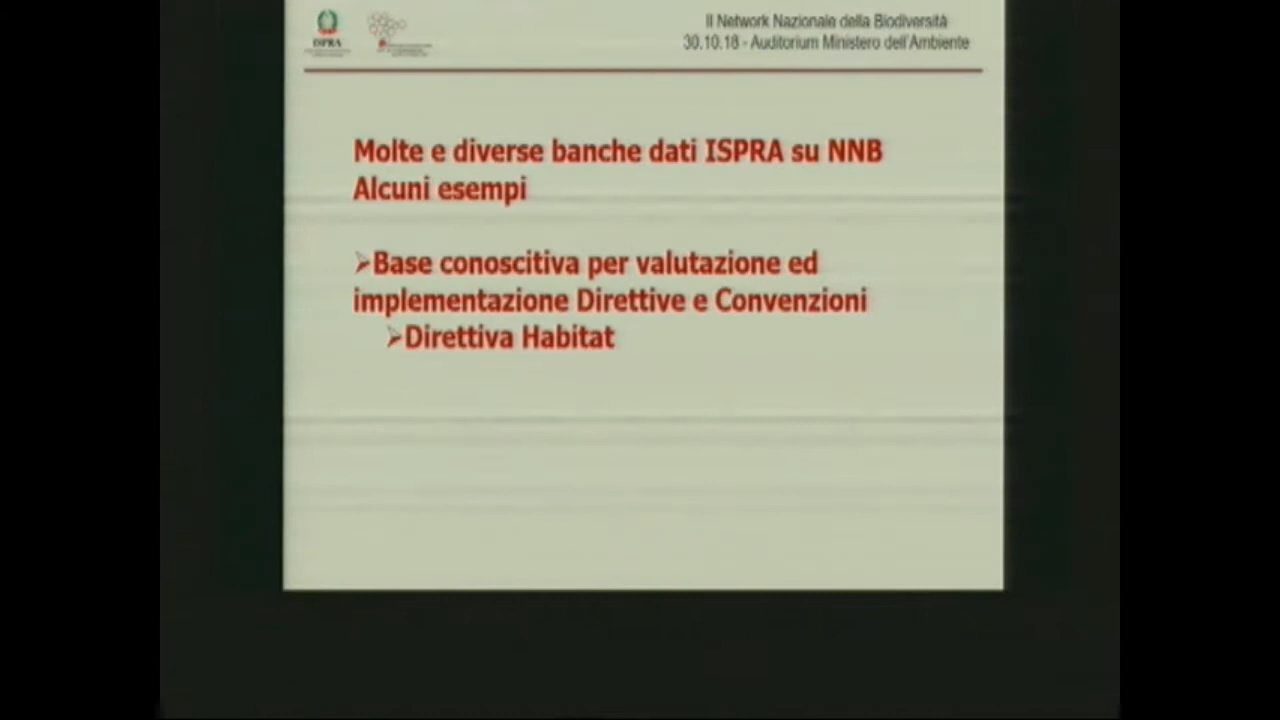 Il Network Nazionale della Biodiversità
30.10.18 - Auditorium Ministero dell'Ambiente
ISPRA
Molte e diverse banche dati ISPRA su NNB
Alcuni esempi
➢Base conoscitiva per valutazione ed
implementazione Direttive e Convenzioni
➢Direttiva Habitat